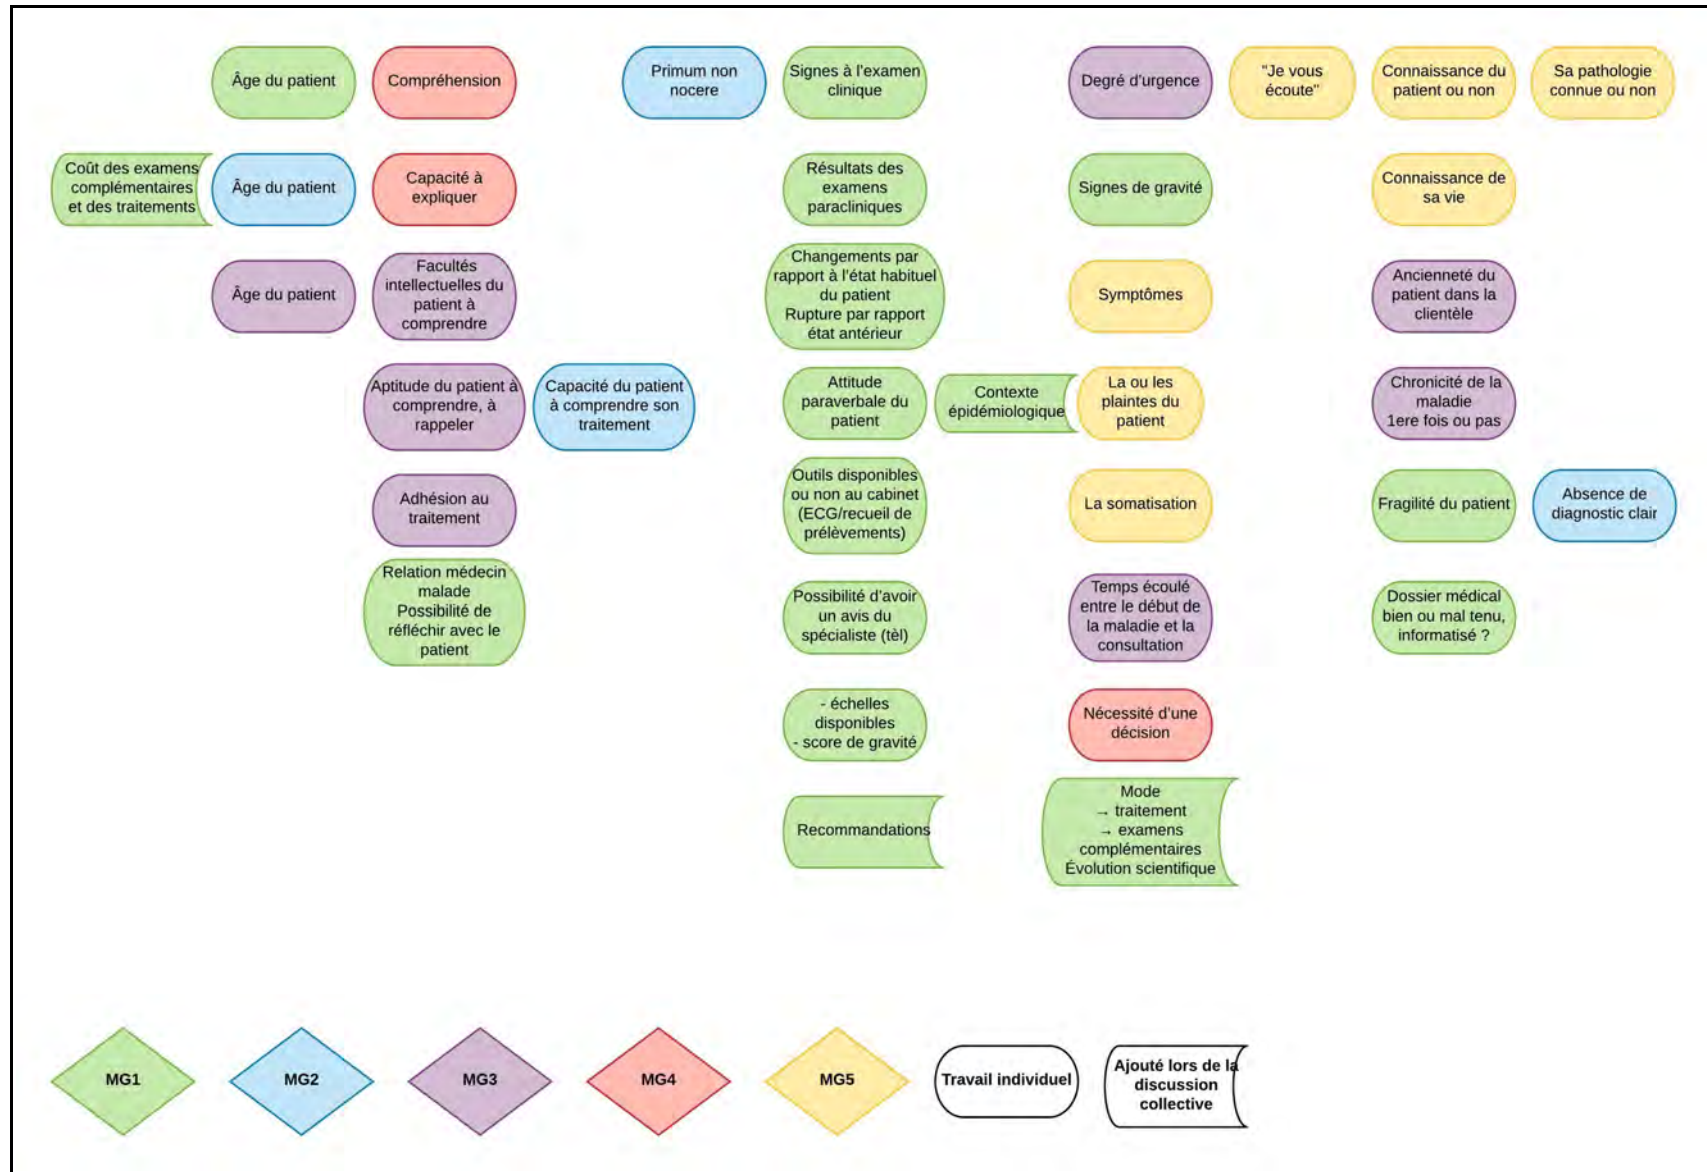 Âge du patient
Compréhension
Primum non
nocere
Signes à l'examen
clinique
Degré d'urgence
"Je vous
écoute"
Connaissance du
patient ou non
Sa pathologie
connue ou non
Coût des examens
complémentaires
et des traitements
Âge du patient
Capacité à
expliquer
Résultats des
examens
paracliniques
Signes de gravité
Connaissance de
sa vie
Âge du patient
Facultés
intellectuelles du
patient à
comprendre
Changements par
rapport à l'état habituel
du patient
Rupture par rapport
état antérieur
Symptômes
Ancienneté du
patient dans la
clientèle
Aptitude du patient à
comprendre, à
rappeler
Capacité du patient
à comprendre son
traitement
Attitude
paraverbale du
patient
Contexte
épidémiologique
La ou les
plaintes du
patient
Chronicité de la
maladie
1ere fois ou pas
Adhésion au
traitement
Outils disponibles
ou non au cabinet
(ECG/recueil de
prélèvements)
La somatisation
Fragilité du patient
Absence de
diagnostic clair
Relation médecin
malade
Possibilité de
réfléchir avec le
patient
Possibilité d'avoir
un avis du
spécialiste (tèl)
Temps écoulé
entre le début de
la maladie et la
consultation
Dossier médical
bien ou mal tenu,
informatisé ?
- échelles
disponibles
- score de gravité
Nécessité d'une
décision
Recommandations
Mode
→ traitement
→ examens
complémentaires
Évolution scientifique
MG1
MG2
MG3
MG4
MG5
Travail individuel
Ajouté lors de la
discussion
collective